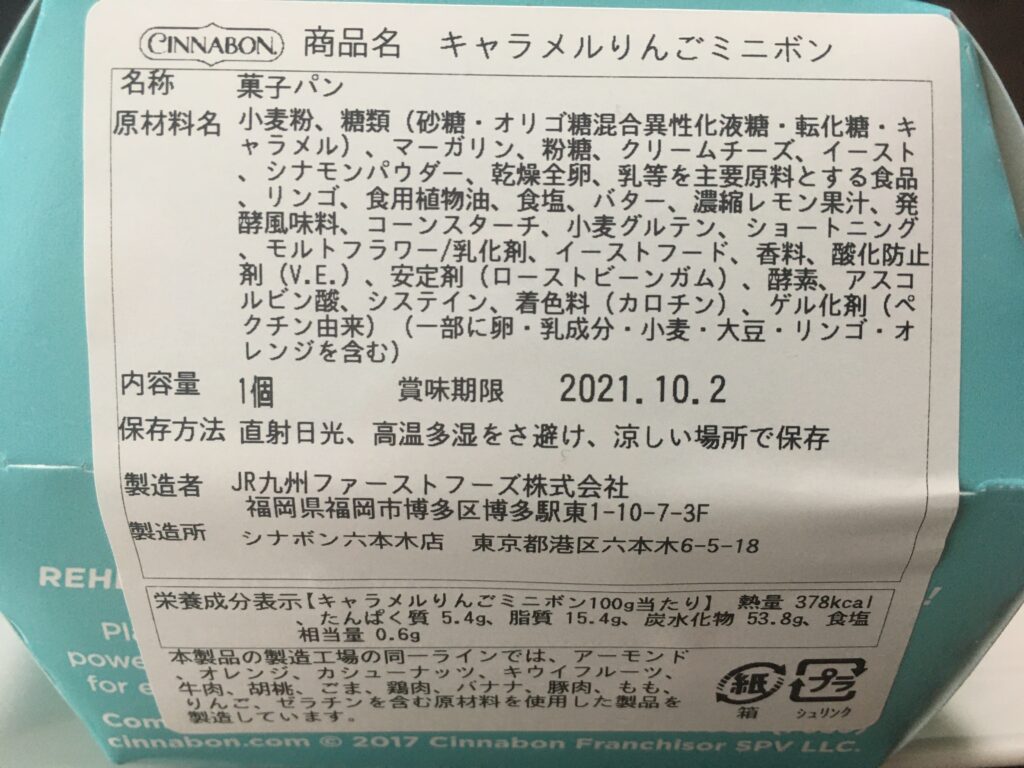 CINNABON 商品名 キャラメルりんごミニボン
名称 菓子パン
原材料名 小麦粉、糖類（砂糖・オリゴ糖混合異性化液糖・転化糖・キ
ャラメル）、マーガリン、粉糖、クリームチーズ、イースト
、シナモンパウダー、乾燥全卵、乳等を主要原料とする食品
、リンゴ、食用植物油、食塩、バター、濃縮レモン果汁、発
酵風味料、コーンスターチ、小麦グルテン、ショートニング
、モルトフラワー/乳化剤、イーストフード、香料、酸化防止
剤（V.E.）、安定剤（ローストビーンガム）、酵素、アスコ
ルビン酸、システイン、着色料（カロチン）、ゲル化剤（ペ
クチン由来）（一部に卵・乳成分・小麦・大豆・リンゴ・オ
レンジを含む）
内容量 1個 賞味期限 2021.10.2
保存方法 直射日光、高温多湿をさ避け、涼しい場所で保存
製造者 JR九州ファーストフーズ株式会社
福岡県福岡市博多区博多駅東1-10-7-3F
製造所 シナボン六本木店 東京都港区六本木6-5-18
栄養成分表示【キャラメルりんごミニボン100g当たり】 熱量 378kcal
、たんぱく質 5.4g、脂質 15.4g、炭水化物 53.8g、食塩
相当量 0.6g
本製品の製造工場の同一ラインでは、アーモンド
、オレンジ、カシューナッツ、キウイフルーツ、
牛肉、胡桃、ごま、鶏肉、バナナ、豚肉、もも、
りんご、ゼラチンを含む原材料を使用した製品を
製造しています。
紙 プラ
箱 シュリンク
REH
!
Pl
powe
for e
Com
cinnabon.com © 2017 Cinnabon Franchisor SPV LLC.